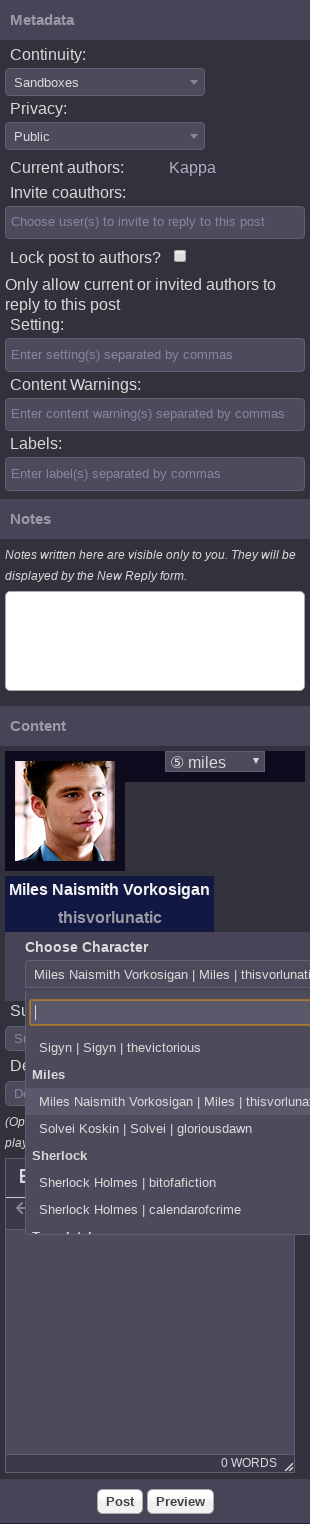 Metadata
Continuity:
Sandboxes
Privacy:
Public
Current authors: Kappa
Invite coauthors:
Choose user(s) to invite to reply to this post
Lock post to authors?
Only allow current or invited authors to
reply to this post
Setting:
Enter setting(s) separated by commas
Content Warnings:
Enter content warning(s) separated by commas
Labels:
Enter label(s) separated by commas
Notes
Notes written here are visible only to you. They will be
displayed by the New Reply form.
Content
⑤ miles
Miles Naismith Vorkosigan
thisvorlunatic
Choose Character
Miles Naismith Vorkosigan | Miles | thisvorlunati
Su
Sigyn | Sigyn | thevictorious
De
Miles
Miles Naismith Vorkosigan | Miles | thisvorluna
(Op
Solvei Koskin | Solvei | gloriousdawn
play
Sherlock
Sherlock Holmes | bitofafiction
Sherlock Holmes | calendarofcrime
0 WORDS
Post Preview